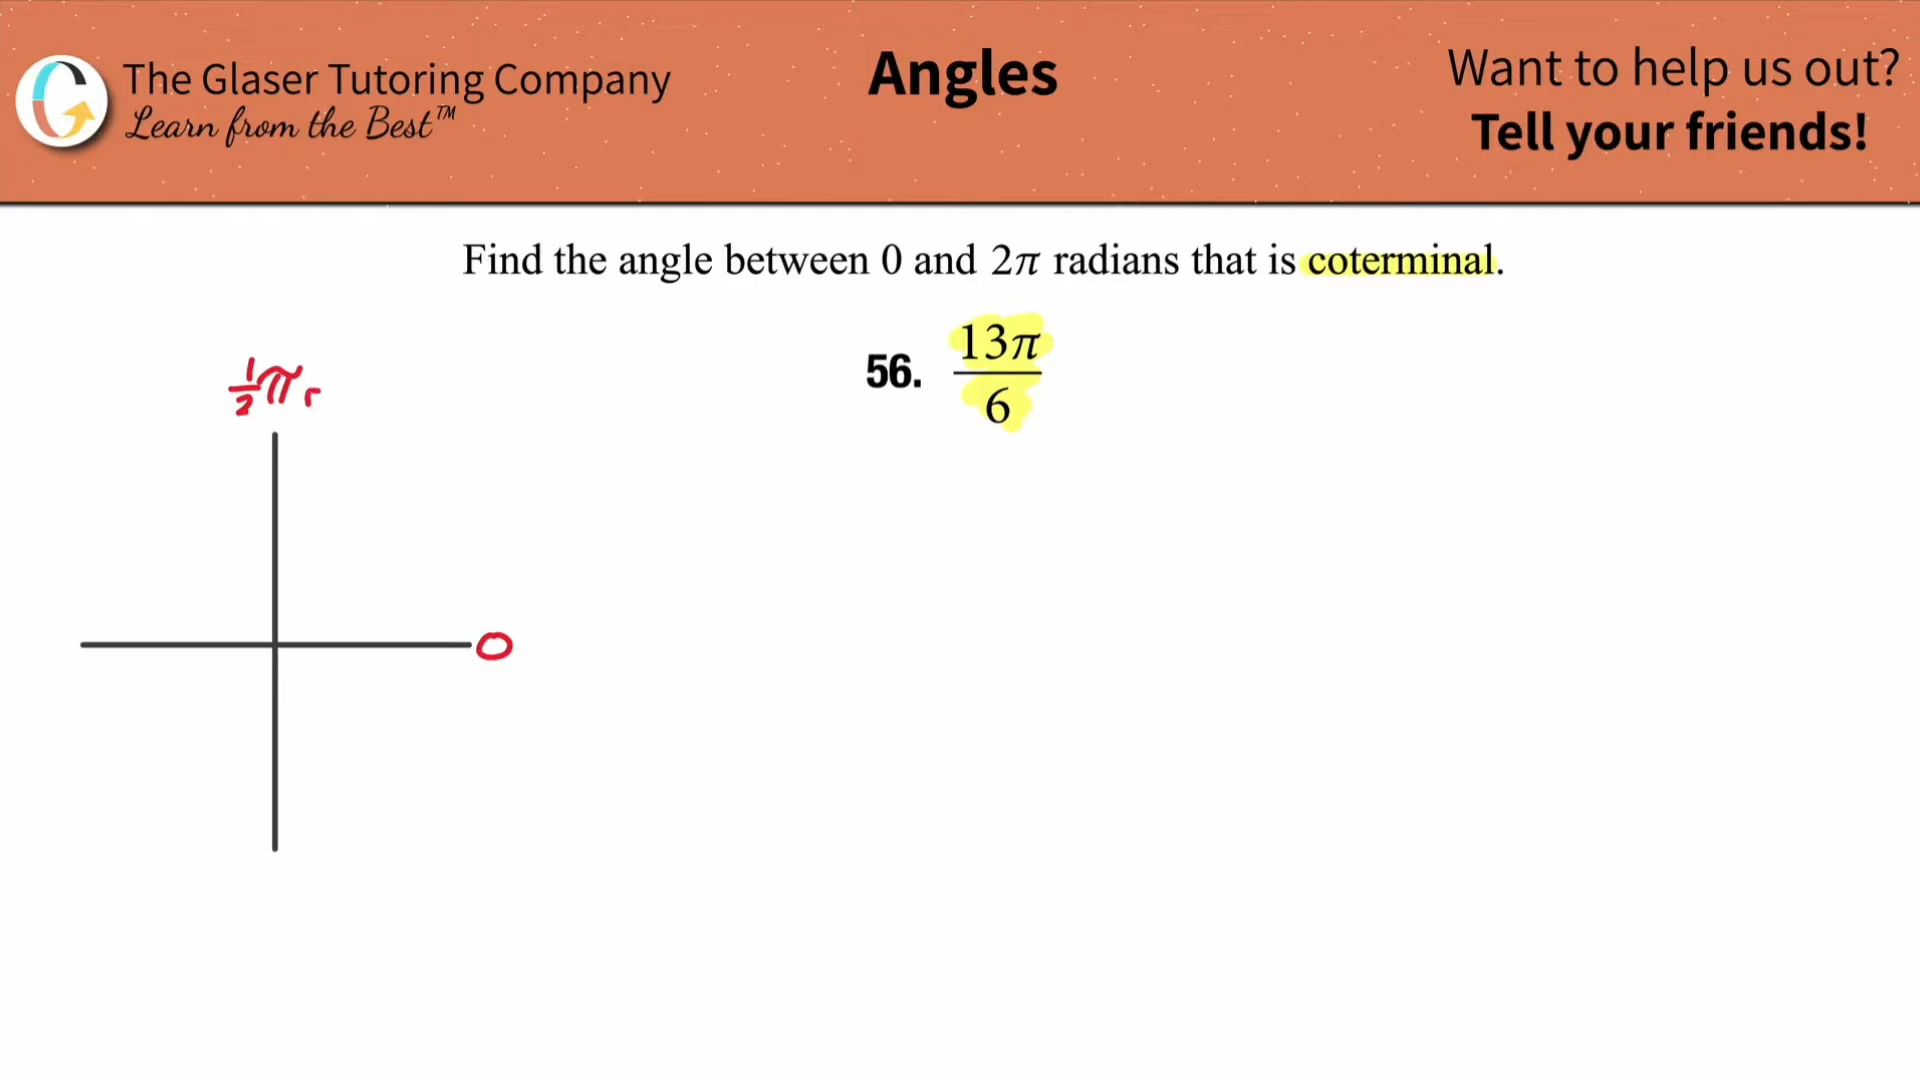 The Glaser Tutoring Company
Learn from the Best™
Angles
Want to help us out?
Tell your friends!
Find the angle between 0 and 2π radians that is coterminal.
56. 13π/6
½π r
0